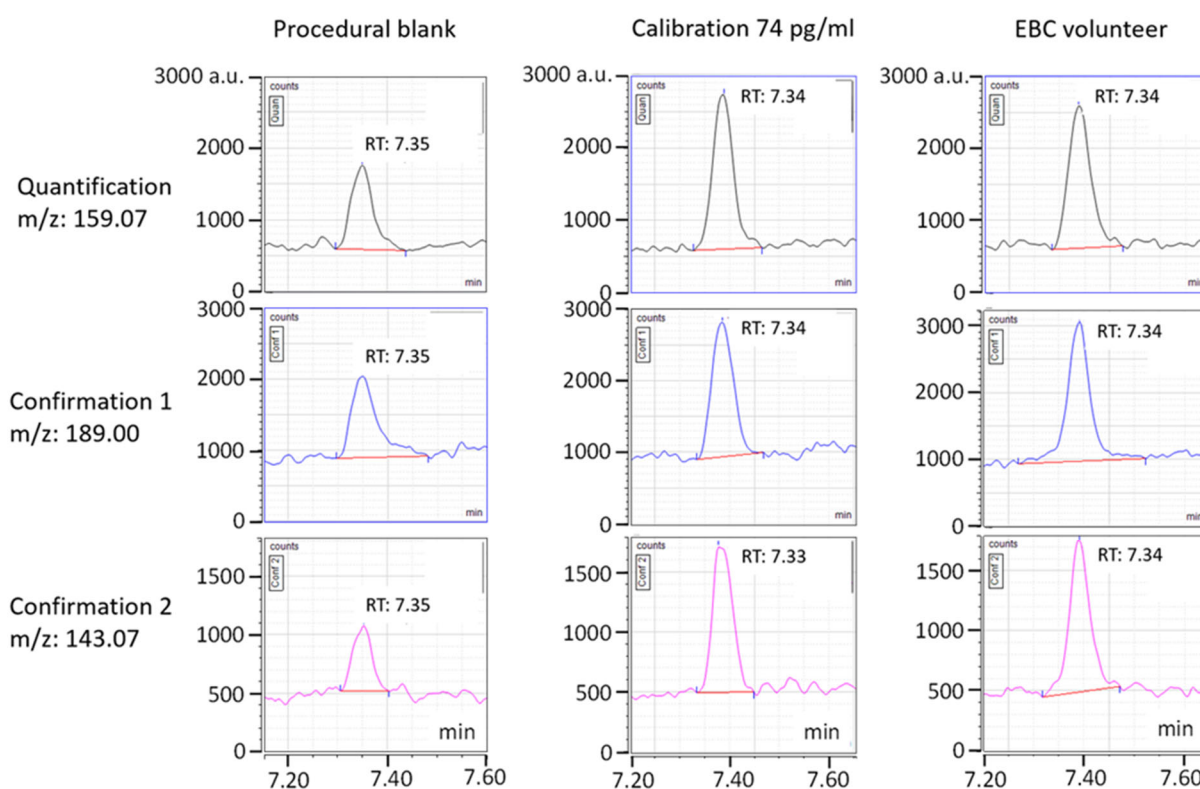 Procedural blank
Calibration 74 pg/ml
EBC volunteer
Quantification
m/z: 159.07
3000 a.u.
2000
1000
0
counts
Quan
RT: 7.35
min
3000 a.u.
2000
1000
0
counts
Quan
RT: 7.34
min
3000 a.u.
2000
1000
0
counts
Quan
RT: 7.34
min
Confirmation 1
m/z: 189.00
3000
2000
1000
0
counts
Conf 1
RT: 7.35
min
3000
2000
1000
0
counts
Conf 1
RT: 7.34
min
3000
2000
1000
0
counts
Conf 1
RT: 7.34
min
Confirmation 2
m/z: 143.07
1500
1000
500
0
counts
Conf 2
RT: 7.35
min
7.20 7.40 7.60
1500
1000
500
0
counts
Conf 2
RT: 7.33
min
7.20 7.40 7.60
1500
1000
500
0
counts
Conf 2
RT: 7.34
min
7.20 7.40 7.60